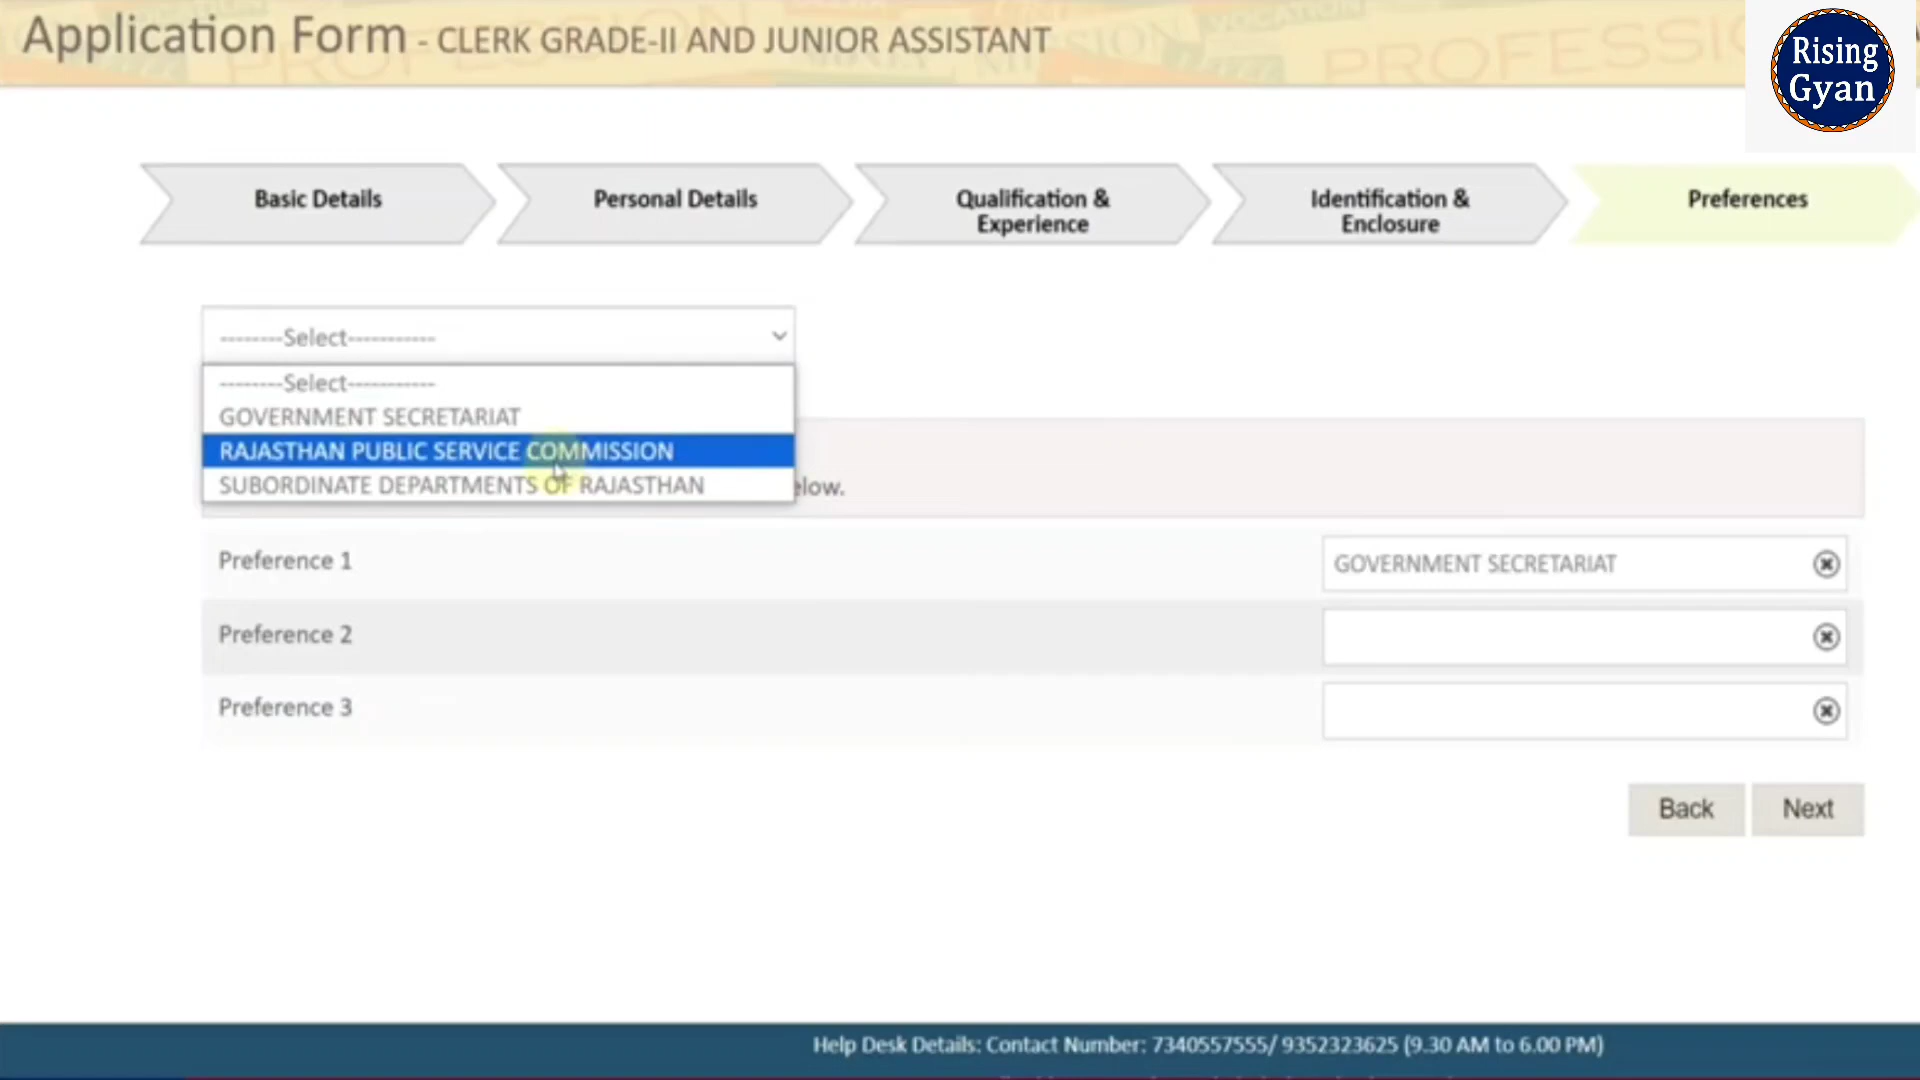 Application Form - CLERK GRADE-II AND JUNIOR ASSISTANT
Rising
Gyan
Basic Details
Personal Details
Qualification &
Experience
Identification &
Enclosure
Preferences
--------Select-----------
--------Select-----------
GOVERNMENT SECRETARIAT
RAJASTHAN PUBLIC SERVICE COMMISSION
SUBORDINATE DEPARTMENTS OF RAJASTHAN
elow.
Preference 1
GOVERNMENT SECRETARIAT
Preference 2
Preference 3
Back
Next
Help Desk Details: Contact Number: 7340557555/ 9352323625 (9.30 AM to 6.00 PM)